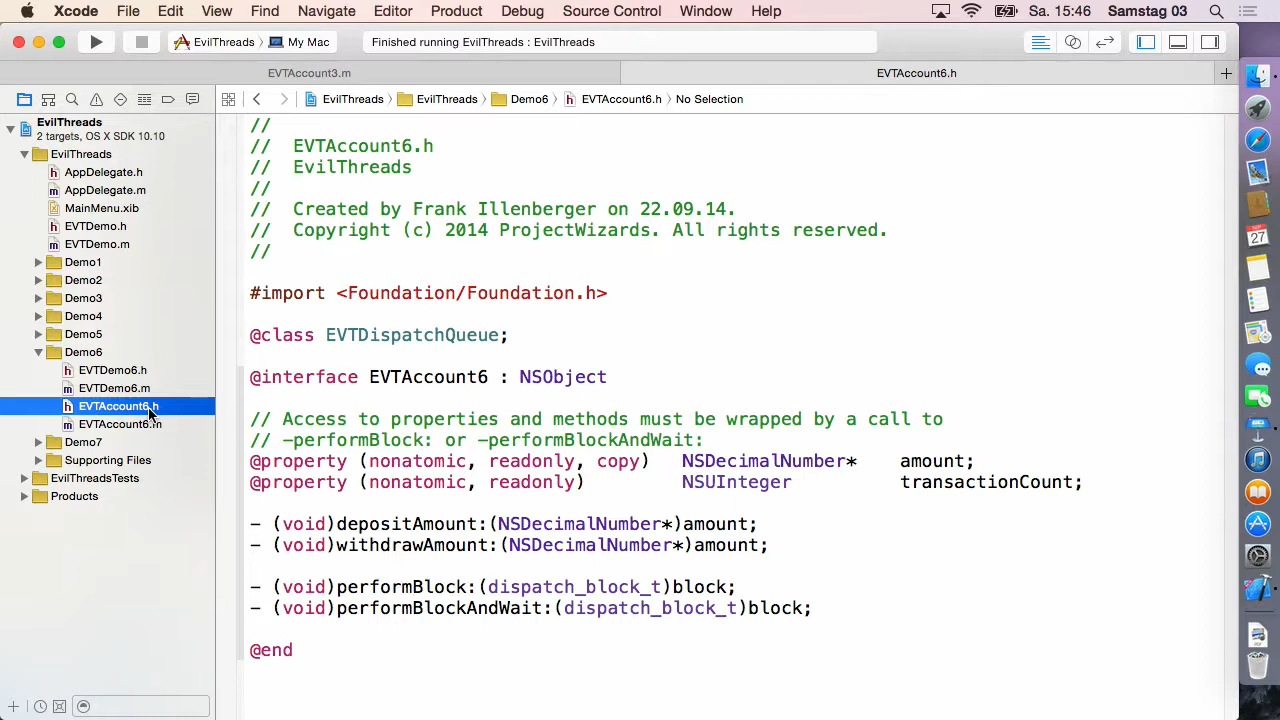 Xcode File Edit View Find Navigate Editor Product Debug Source Control Window Help Sa. 15:46 Samstag 03
EvilThreads My Mac Finished running EvilThreads : EvilThreads
EVTAccount3.m EVTAccount6.h
EvilThreads EvilThreads Demo6 EVTAccount6.h No Selection
EvilThreads
2 targets, OS X SDK 10.10
EvilThreads
AppDelegate.h
AppDelegate.m
MainMenu.xib
EVTDemo.h
EVTDemo.m
Demo1
Demo2
Demo3
Demo4
Demo5
Demo6
EVTDemo6.h
EVTDemo6.m
EVTAccount6.h
EVTAccount6.m
Demo7
Supporting Files
EvilThreadsTests
Products
//
//  EVTAccount6.h
//  EvilThreads
//
//  Created by Frank Illenberger on 22.09.14.
//  Copyright (c) 2014 ProjectWizards. All rights reserved.
//
#import <Foundation/Foundation.h>
@class EVTDispatchQueue;
@interface EVTAccount6 : NSObject
// Access to properties and methods must be wrapped by a call to
// -performBlock: or -performBlockAndWait:
@property (nonatomic, readonly, copy)   NSDecimalNumber*    amount;
@property (nonatomic, readonly)         NSUInteger          transactionCount;
- (void)depositAmount:(NSDecimalNumber*)amount;
- (void)withdrawAmount:(NSDecimalNumber*)amount;
- (void)performBlock:(dispatch_block_t)block;
- (void)performBlockAndWait:(dispatch_block_t)block;
@end
SEP
27